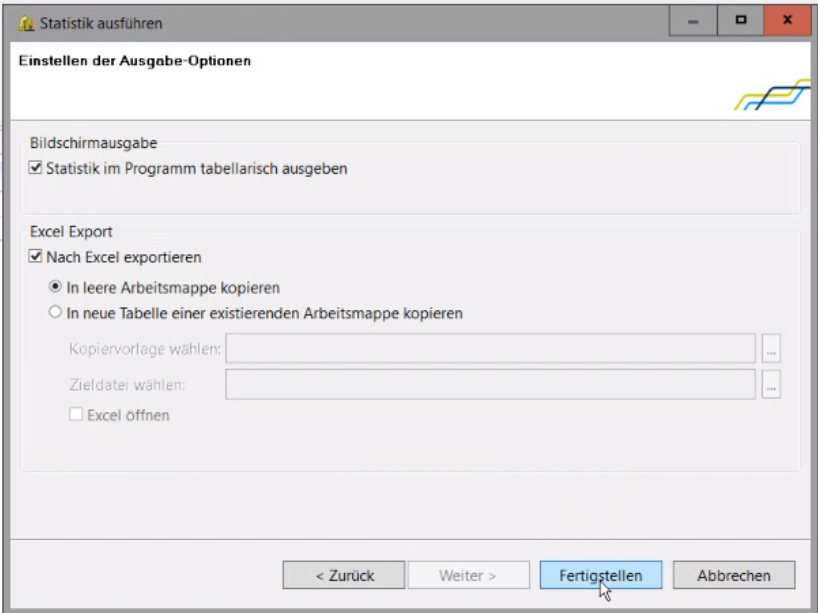 Statistik ausführen
Einstellen der Ausgabe-Optionen
Bildschirmausgabe
Statistik im Programm tabellarisch ausgeben
Excel Export
Nach Excel exportieren
In leere Arbeitsmappe kopieren
In neue Tabelle einer existierenden Arbeitsmappe kopieren
Kopiervorlage wählen: ...
Zieldatei wählen: ...
Excel öffnen
< Zurück Weiter > Fertigstellen Abbrechen